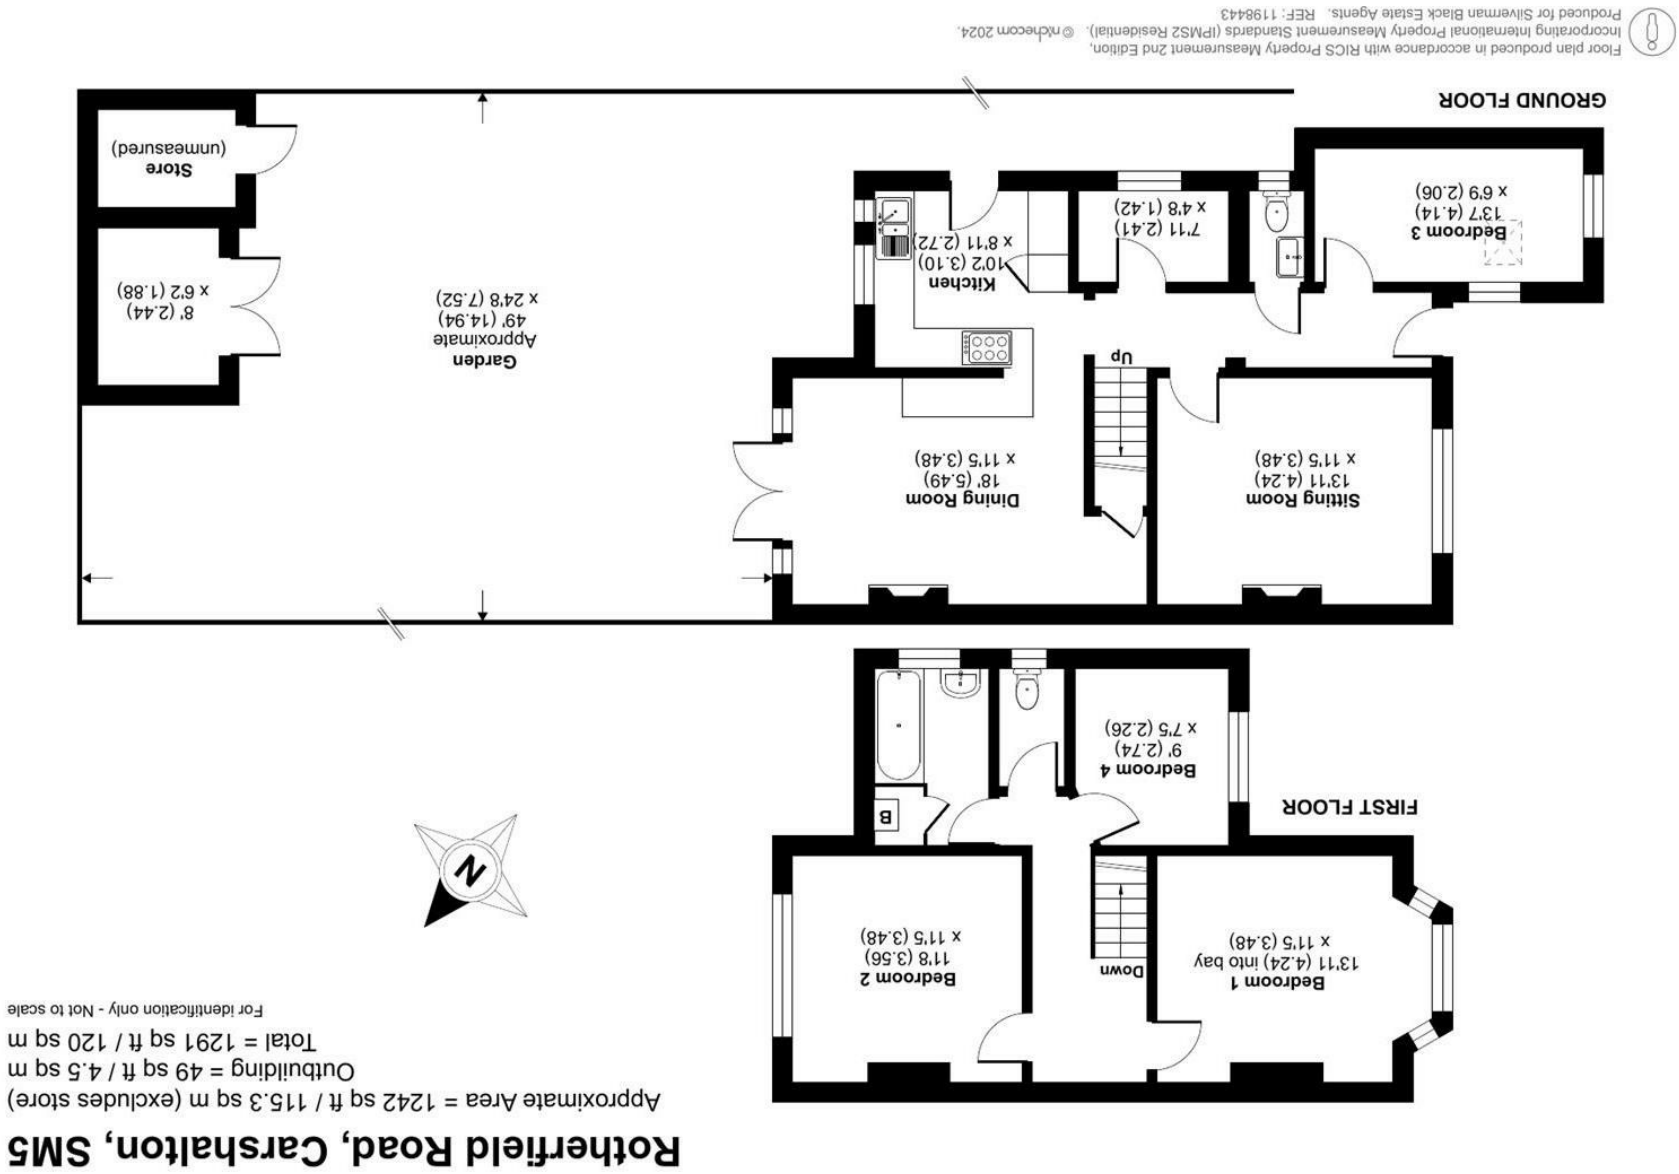 Rotherfield Road, Carshalton, SM5
Approximate Area = 1242 sq ft / 115.3 sq m (excludes store)
Outbuilding = 49 sq ft / 4.5 sq m
Total = 1291 sq ft / 120 sq m
For identification only - Not to scale
Bedroom 1
13'11 (4.24) into bay
x 11'5 (3.48)
Down
Bedroom 2
11'8 (3.56)
x 11'5 (3.48)
N
B
FIRST FLOOR
Bedroom 4
9' (2.74)
x 7'5 (2.26)
Sitting Room
13'11 (4.24)
x 11'5 (3.48)
Dining Room
18' (5.49)
x 11'5 (3.48)
Up
Garden
Approximate
49' (14.94)
x 24'8 (7.52)
8' (2.44)
x 6'2 (1.88)
Kitchen
10'2 (3.10)
x 8'11 (2.72)
Bedroom 3
13'7 (4.14)
x 6'9 (2.06)
7'11 (2.41)
x 4'8 (1.42)
Store
(unmeasured)
GROUND FLOOR
Floor plan produced in accordance with RICS Property Measurement 2nd Edition,
Incorporating International Property Measurement Standards (IPMS2 Residential). © nichecom 2024.
Produced for Silverman Black Estate Agents. REF: 1198443